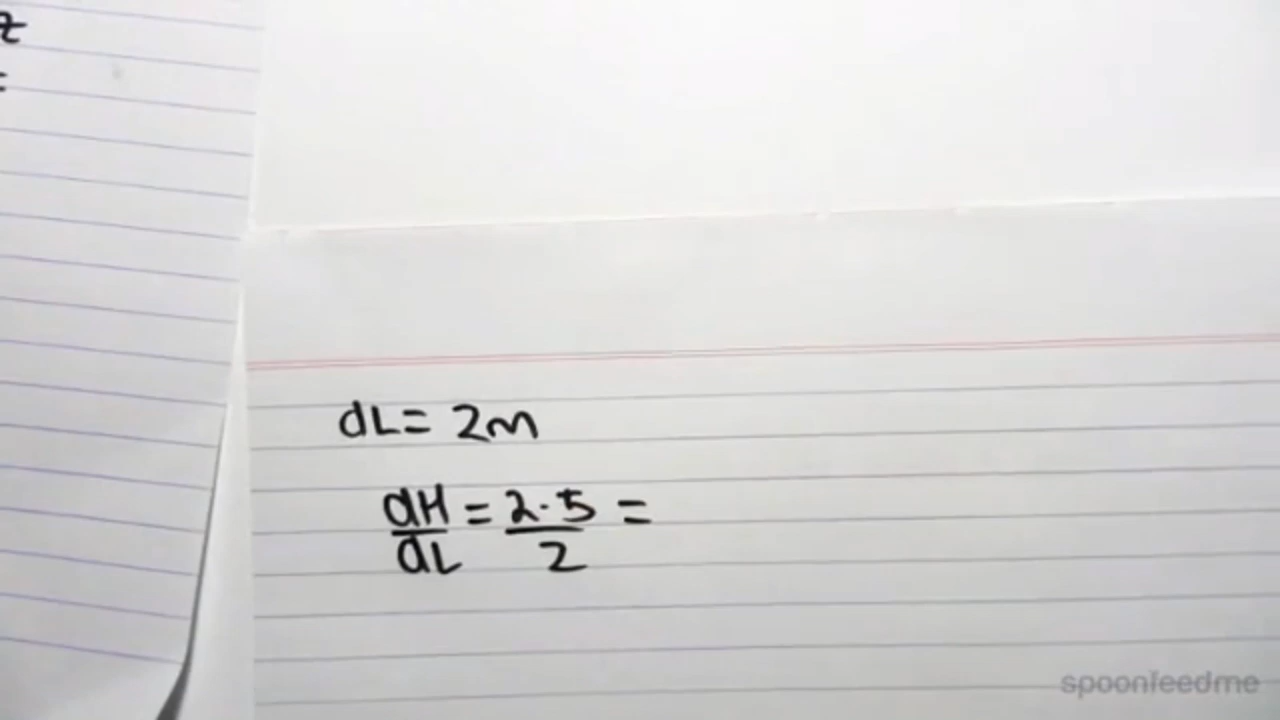 z
=
dL= 2m
dH = 2.5 =
dL 2
spoonfeedme